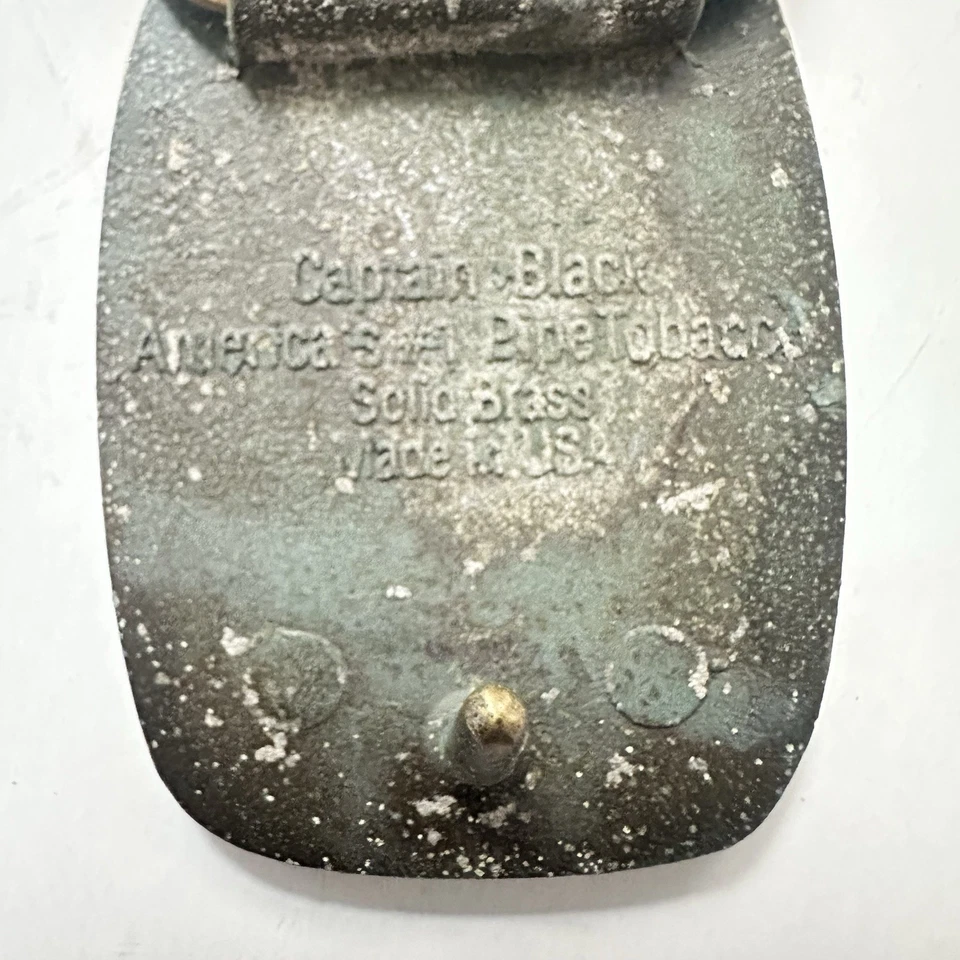 Captain Black
America's #1 Pipe Tobacco
Solid Brass
Made in USA